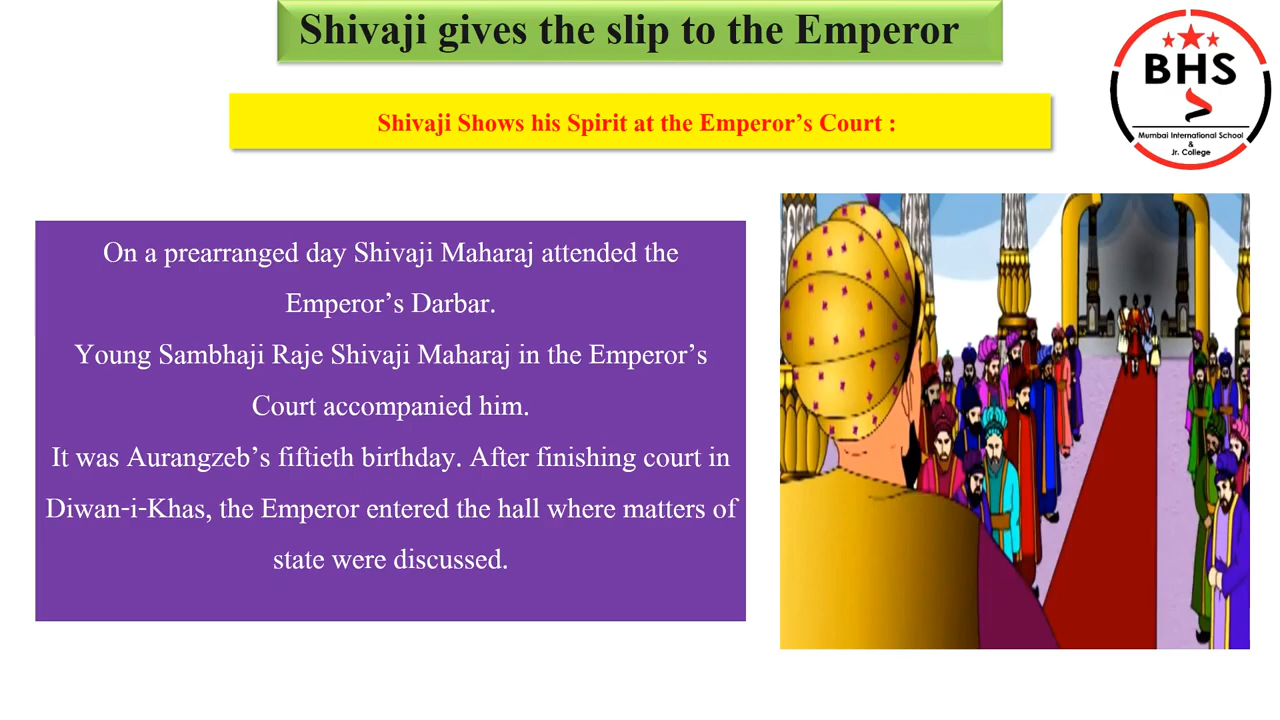 Shivaji gives the slip to the Emperor
Shivaji Shows his Spirit at the Emperor’s Court :
BHS
Mumbai International School
&
Jr. College
On a prearranged day Shivaji Maharaj attended the
Emperor’s Darbar.
Young Sambhaji Raje Shivaji Maharaj in the Emperor’s
Court accompanied him.
It was Aurangzeb’s fiftieth birthday. After finishing court in
Diwan-i-Khas, the Emperor entered the hall where matters of
state were discussed.